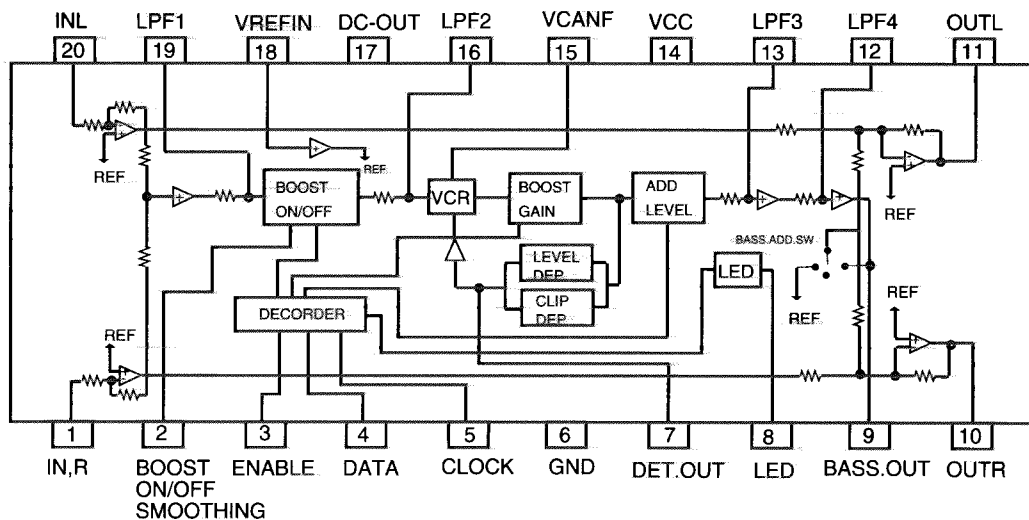 INL LPF1 VREFIN DC-OUT LPF2 VCANF VCC LPF3 LPF4 OUTL
20 19 18 17 16 15 14 13 12 11
REF
REF
BOOST
ON/OFF
VCR
BOOST
GAIN
ADD
LEVEL
REF
BASS.ADD.SW
LEVEL
DEP
LED
CLIP
DEP
DECORDER
REF
REF
REF
1 2 3 4 5 6 7 8 9 10
IN,R BOOST ENABLE DATA CLOCK GND DET.OUT LED BASS.OUT OUTR
ON/OFF
SMOOTHING